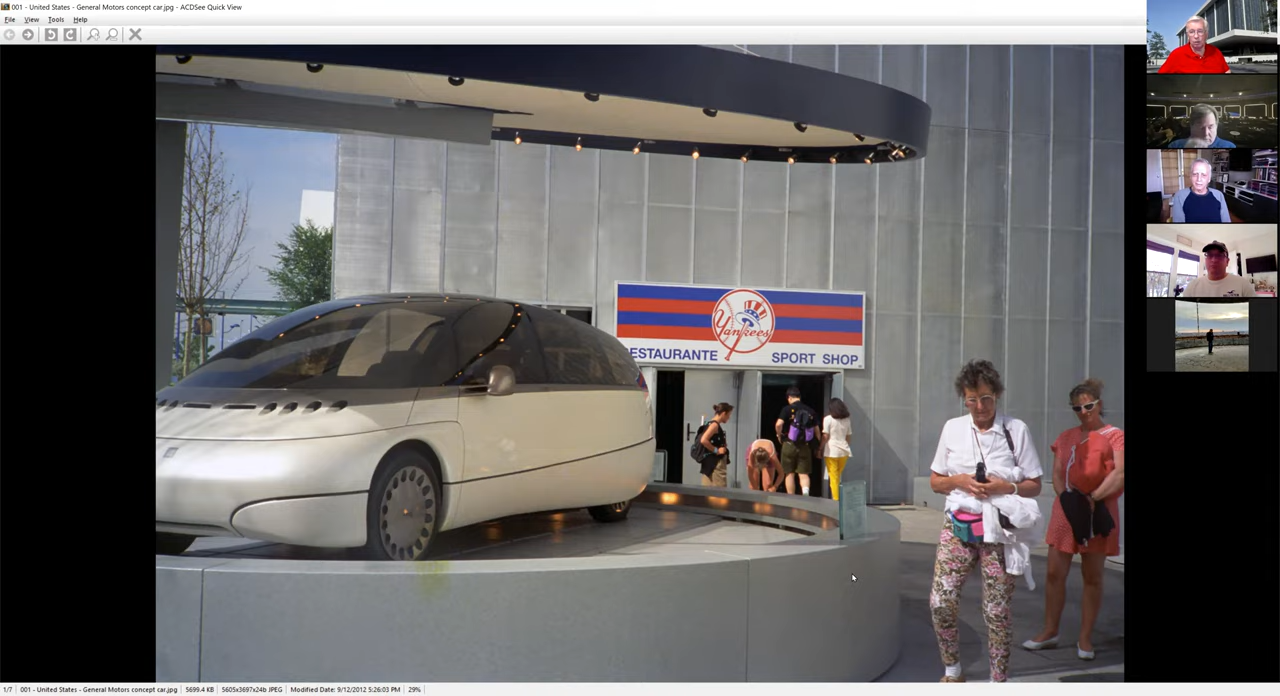 001 - United States - General Motors concept car.jpg - ACDSee Quick View
File View Tools Help
Yankees
ESTAURANTE SPORT SHOP
1/7 001 - United States - General Motors concept car.jpg 5699.4 KB 5605x3697x24b JPEG Modified Date: 9/12/2012 5:26:03 PM 29%